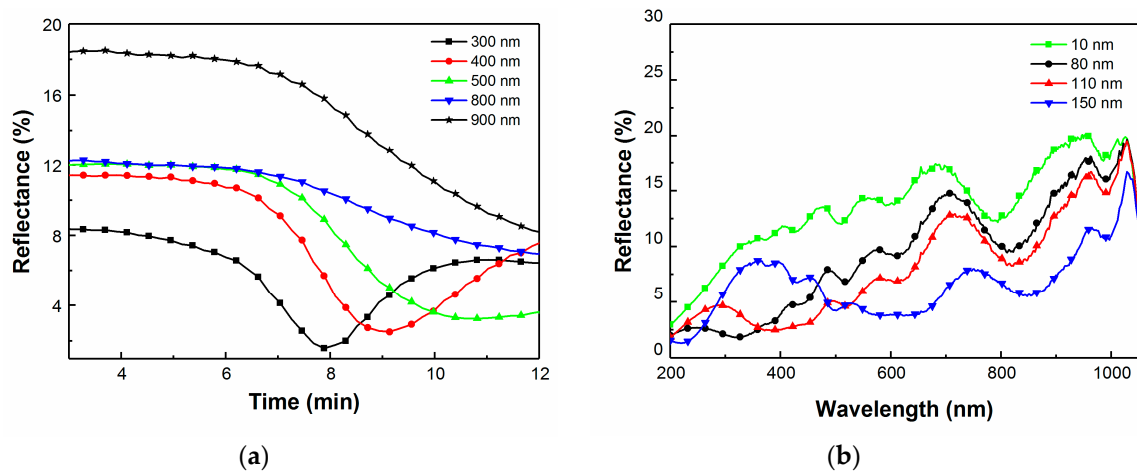 (a)
20
18
16
12
8
4
Reflectance (%)
4
6
8
10
12
Time (min)
300 nm
400 nm
500 nm
800 nm
900 nm
(b)
30
25
20
15
10
5
0
Reflectance (%)
200
400
600
800
1000
Wavelength (nm)
10 nm
80 nm
110 nm
150 nm